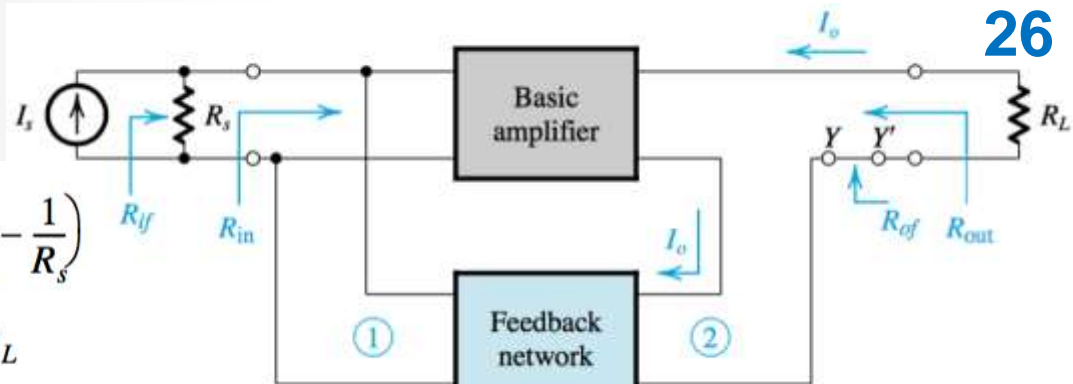 26
I_o
I_s
R_s
Basic
amplifier
R_L
Y Y'
R_if
R_in
R_of R_out
− 1/R_s)
I_o
1
Feedback
network
2
L